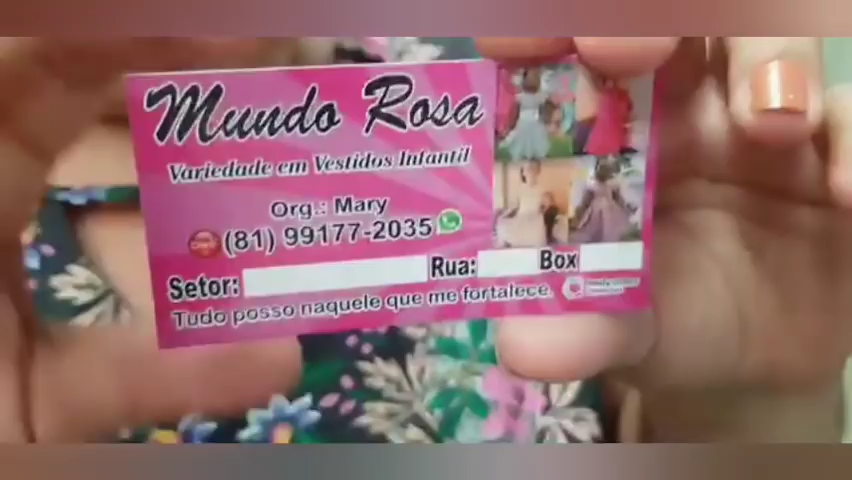 Mundo Rosa
Variedade em Vestidos Infantil
Org.: Mary
Claro (81) 99177-2035
Setor: Rua: Box
Tudo posso naquele que me fortalece.